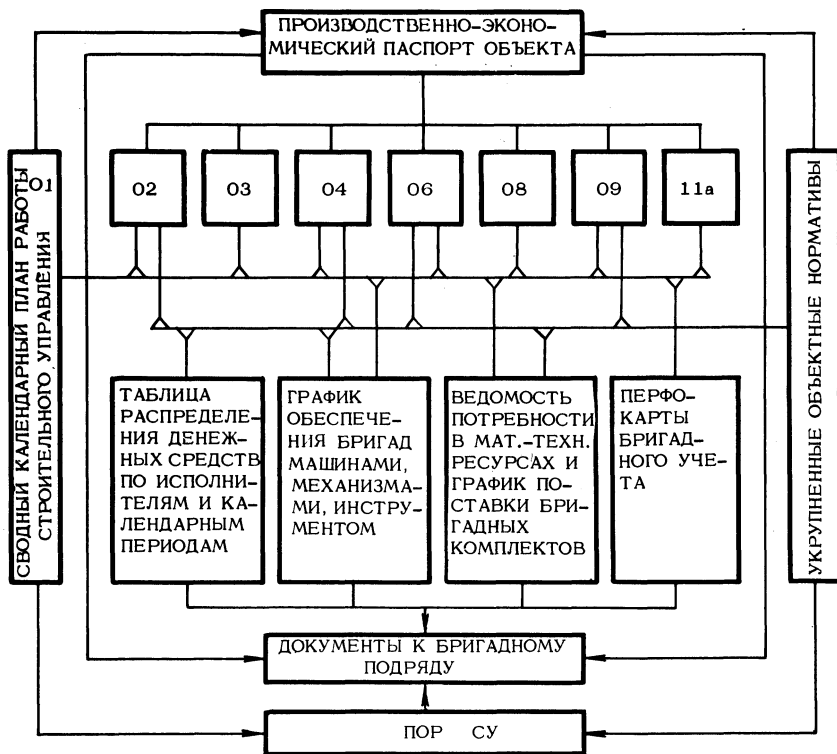 ПРОИЗВОДСТВЕННО-ЭКОНО-
МИЧЕСКИЙ ПАСПОРТ ОБЪЕКТА
СВОДНЫЙ КАЛЕНДАРНЫЙ ПЛАН РАБОТЫ
СТРОИТЕЛЬНОГО УПРАВЛЕНИЯ
01
02
03
04
06
08
09
11а
УКРУПНЕННЫЕ ОБЪЕКТНЫЕ НОРМАТИВЫ
ТАБЛИЦА
РАСПРЕДЕЛЕ-
НИЯ ДЕНЕЖ-
НЫХ СРЕДСТВ
ПО ИСПОЛНИ-
ТЕЛЯМ И КА-
ЛЕНДАРНЫМ
ПЕРИОДАМ
ГРАФИК
ОБЕСПЕЧЕ-
НИЯ БРИГАД
МАШИНАМИ,
МЕХАНИЗМА-
МИ, ИНСТРУ-
МЕНТОМ
ВЕДОМОСТЬ
ПОТРЕБНОСТИ
В МАТ.-ТЕХН.
РЕСУРСАХ И
ГРАФИК ПО-
СТАВКИ БРИ-
ГАДНЫХ
КОМПЛЕКТОВ
ПЕРФО-
КАРТЫ
БРИГАД-
НОГО УЧЕ-
ТА
ДОКУМЕНТЫ К БРИГАДНОМУ
ПОДРЯДУ
ПОР СУ